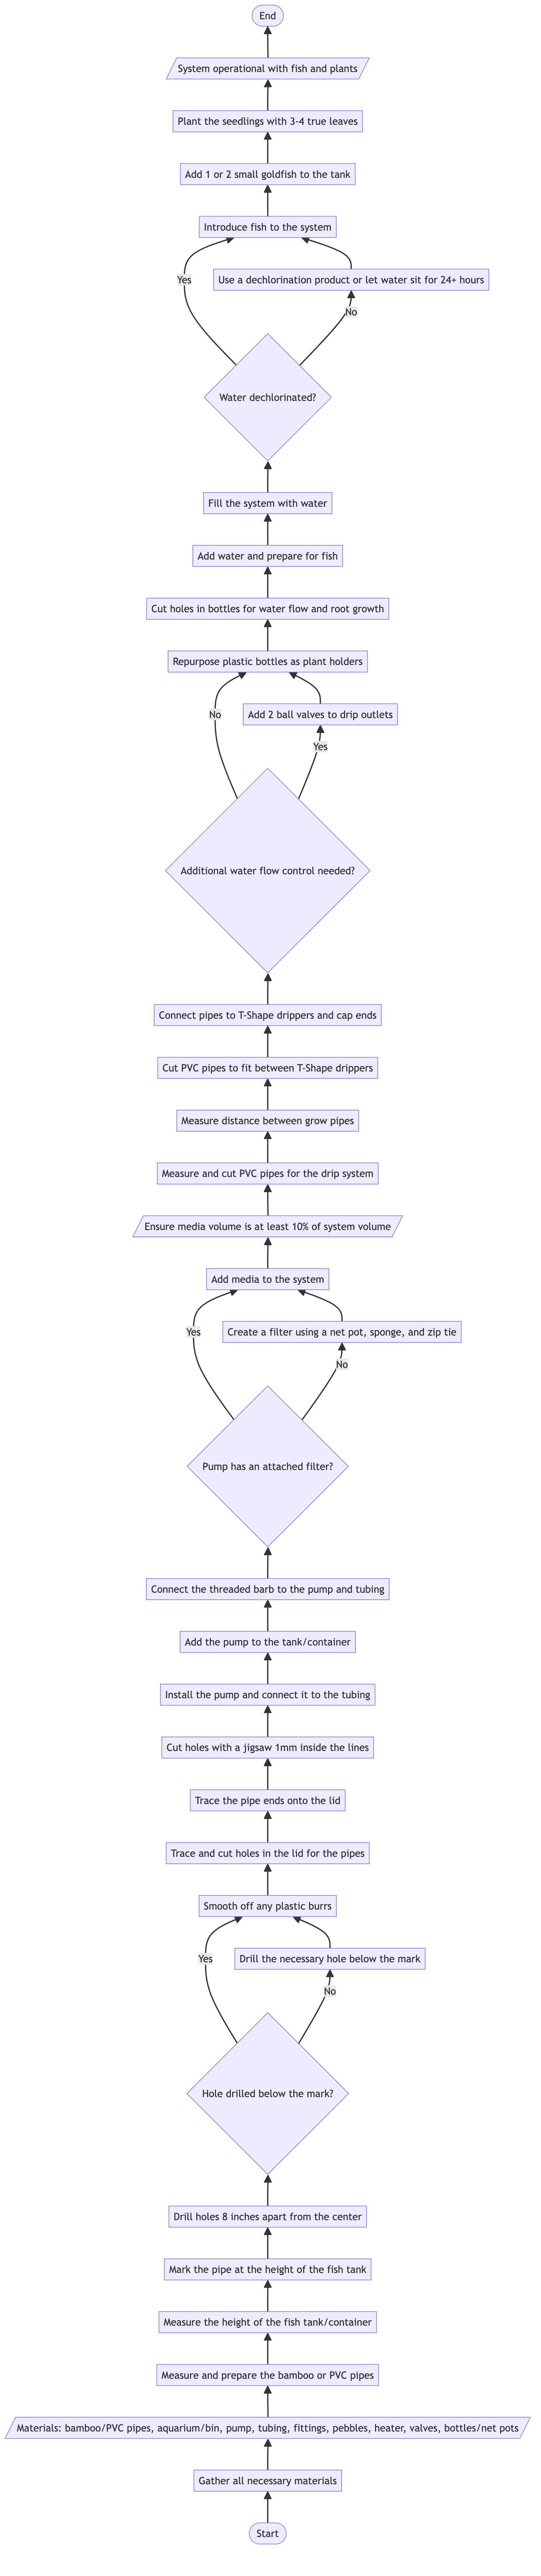 End
System operational with fish and plants
Plant the seedlings with 3-4 true leaves
Add 1 or 2 small goldfish to the tank
Introduce fish to the system
Yes
Use a dechlorination product or let water sit for 24+ hours
No
Water dechlorinated?
Fill the system with water
Add water and prepare for fish
Cut holes in bottles for water flow and root growth
Repurpose plastic bottles as plant holders
No
Add 2 ball valves to drip outlets
Yes
Additional water flow control needed?
Connect pipes to T-Shape drippers and cap ends
Cut PVC pipes to fit between T-Shape drippers
Measure distance between grow pipes
Measure and cut PVC pipes for the drip system
Ensure media volume is at least 10% of system volume
Add media to the system
Yes
Create a filter using a net pot, sponge, and zip tie
No
Pump has an attached filter?
Connect the threaded barb to the pump and tubing
Add the pump to the tank/container
Install the pump and connect it to the tubing
Cut holes with a jigsaw 1mm inside the lines
Trace the pipe ends onto the lid
Trace and cut holes in the lid for the pipes
Smooth off any plastic burrs
Yes
Drill the necessary hole below the mark
No
Hole drilled below the mark?
Drill holes 8 inches apart from the center
Mark the pipe at the height of the fish tank
Measure the height of the fish tank/container
Measure and prepare the bamboo or PVC pipes
Materials: bamboo/PVC pipes, aquarium/bin, pump, tubing, fittings, pebbles, heater, valves, bottles/net pots
Gather all necessary materials
Start